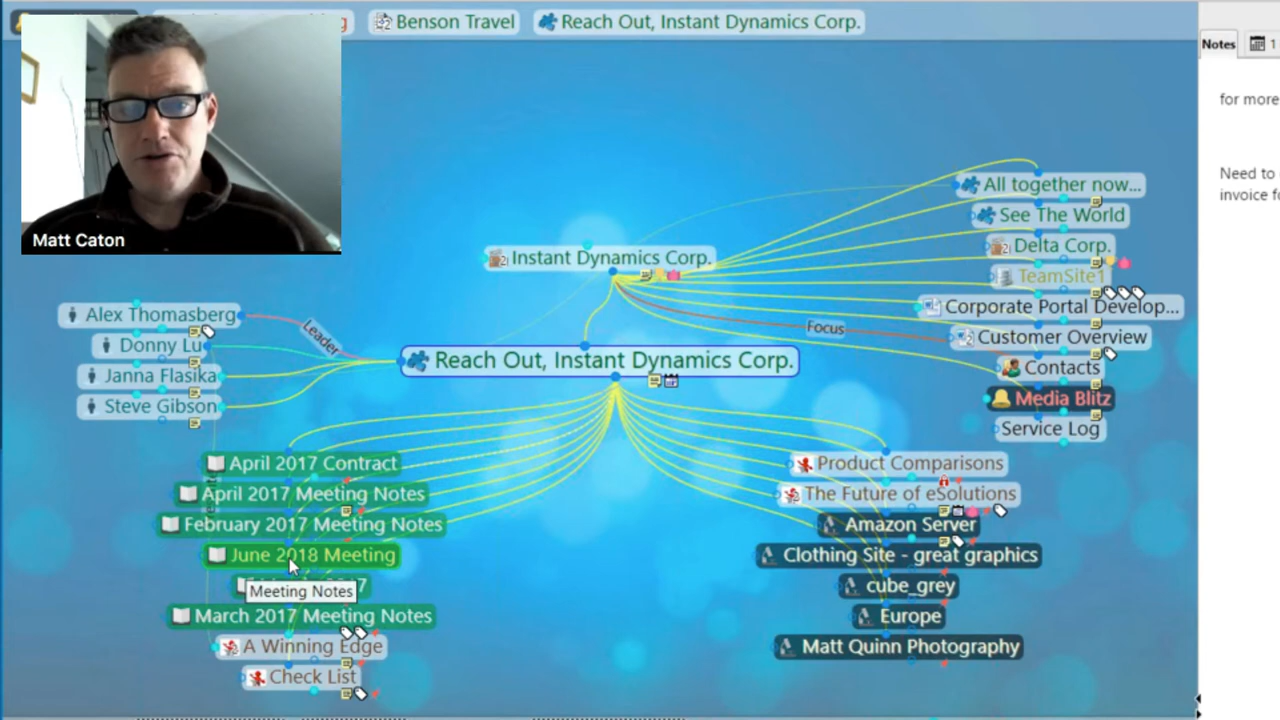 Benson Travel
Reach Out, Instant Dynamics Corp.
Notes
1
for more
Need to
invoice fo
Matt Caton
All together now...
See The World
Instant Dynamics Corp.
Delta Corp.
TeamSite1
Corporate Portal Develop...
Focus
Customer Overview
Contacts
Media Blitz
Service Log
Alex Thomasberg
Leader
Donny Lu
Janna Flasika
Steve Gibson
Reach Out, Instant Dynamics Corp.
April 2017 Contract
April 2017 Meeting Notes
February 2017 Meeting Notes
June 2018 Meeting
Meeting Notes
March 2017 Meeting Notes
A Winning Edge
Check List
Product Comparisons
The Future of eSolutions
Amazon Server
Clothing Site - great graphics
cube_grey
Europe
Matt Quinn Photography